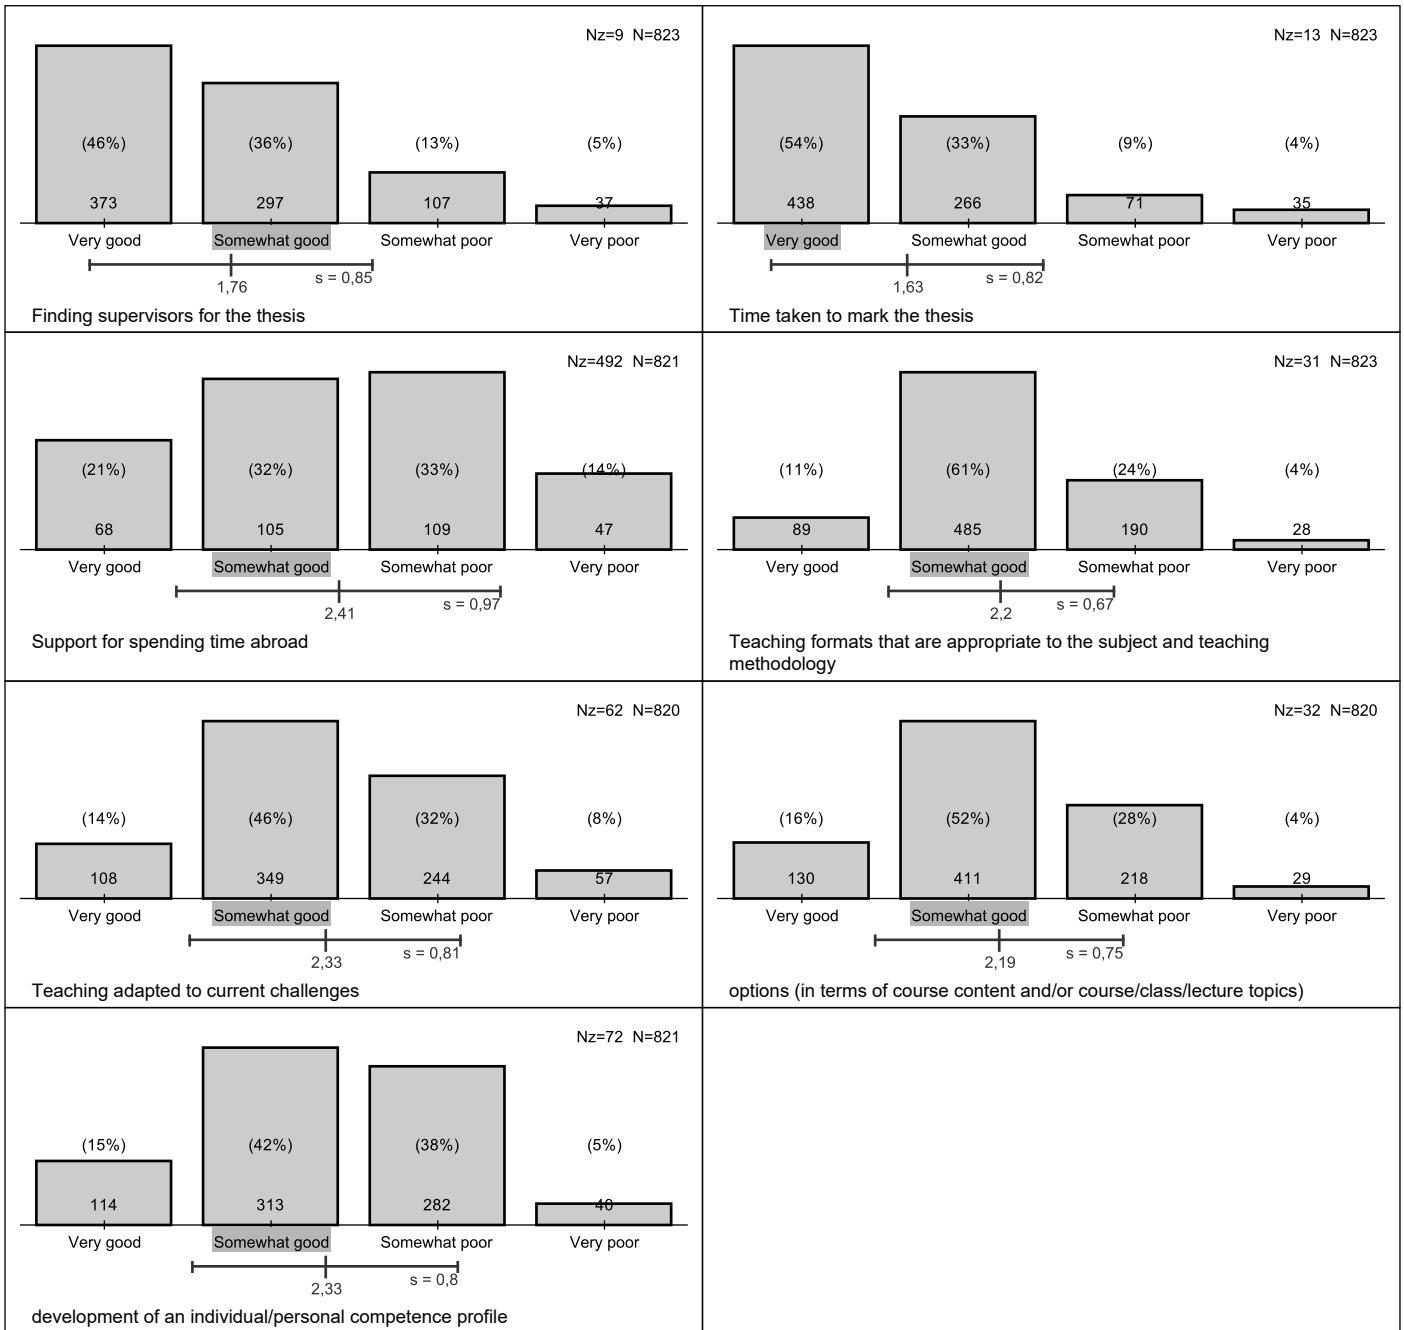 Nz=9  N=823
(46%) (36%) (13%) (5%)
373 297 107 37
Very good Somewhat good Somewhat poor Very poor
s = 0,85
1,76
Finding supervisors for the thesis
Nz=13  N=823
(54%) (33%) (9%) (4%)
438 266 71 35
Very good Somewhat good Somewhat poor Very poor
s = 0,82
1,63
Time taken to mark the thesis
Nz=492  N=821
(21%) (32%) (33%) (14%)
68 105 109 47
Very good Somewhat good Somewhat poor Very poor
s = 0,97
2,41
Support for spending time abroad
Nz=31  N=823
(11%) (61%) (24%) (4%)
89 485 190 28
Very good Somewhat good Somewhat poor Very poor
s = 0,67
2,2
Teaching formats that are appropriate to the subject and teaching
methodology
Nz=62  N=820
(14%) (46%) (32%) (8%)
108 349 244 57
Very good Somewhat good Somewhat poor Very poor
s = 0,81
2,33
Teaching adapted to current challenges
Nz=32  N=820
(16%) (52%) (28%) (4%)
130 411 218 29
Very good Somewhat good Somewhat poor Very poor
s = 0,75
2,19
options (in terms of course content and/or course/class/lecture topics)
Nz=72  N=821
(15%) (42%) (38%) (5%)
114 313 282 40
Very good Somewhat good Somewhat poor Very poor
s = 0,8
2,33
development of an individual/personal competence profile